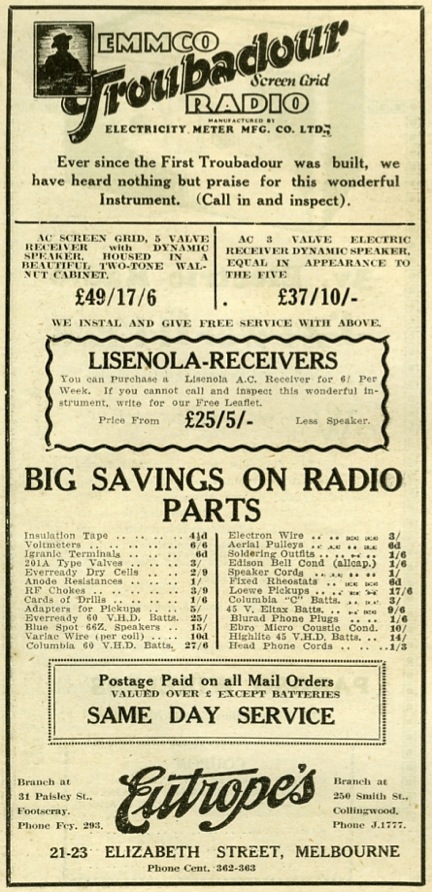 EMMCO
Troubadour
Screen Grid
RADIO
MANUFACTURED BY
ELECTRICITY METER MFG. CO. LTD.
Ever since the First Troubadour was built, we
have heard nothing but praise for this wonderful
Instrument. (Call in and inspect).
AC SCREEN GRID, 5 VALVE
RECEIVER with DYNAMIC
SPEAKER, HOUSED IN A
BEAUTIFUL TWO-TONE WAL-
NUT CABINET.
£49/17/6
AC 3 VALVE ELECTRIC
RECEIVER DYNAMIC SPEAKER,
EQUAL IN APPEARANCE TO
THE FIVE
£37/10/-
WE INSTAL AND GIVE FREE SERVICE WITH ABOVE.
LISENOLA-RECEIVERS
You can Purchase a Lisenola A.C. Receiver for 6/ Per
Week. If you cannot call and inspect this wonderful in-
strument, write for our Free Leaflet.
Price From £25/5/- Less Speaker.
BIG SAVINGS ON RADIO
PARTS
Insulation Tape .. .. .. .. 4½d
Voltmeters .. .. .. .. .. 6/6
Igranic Terminals .. .. .. 6d
201A Type Valves .. .. .. 3/
Eveready Dry Cells .. .. 2/9
Anode Resistances .. .. .. 1/
RF Chokes .. .. .. .. .. 3/9
Cards of Drills .. .. .. .. 1/6
Adapters for Pickups .. .. 5/
Everready 60 V.H.D. Batts. 25/
Blue Spot 66Z. Speakers .. 15/
Varlac Wire (per coil) .. .. 10d
Columbia 60 V.H.D. Batts. 27/6
Electron Wire .. .. .. .. 3/
Aerial Pulleys .. .. .. .. 6d
Soldering Outfits .. .. .. 1/6
Edison Bell Cond (allcap.) 1/6
Speaker Cords .. .. .. .. 1/
Fixed Rheostats .. .. .. 6d
Loewe Pickups .. .. .. 17/6
Columbia "C" Batts. .. .. 3/
45 V. Eltax Batts. .. .. .. 9/6
Blurad Phone Plugs .. .. 1/6
Ebro Micro Coustic Cond. 10/
Highlite 45 V.H.D. Batts. .. 14/
Head Phone Cords .. .. .. 1/3
Postage Paid on all Mail Orders
VALUED OVER £ EXCEPT BATTERIES
SAME DAY SERVICE
Branch at
31 Paisley St.,
Footscray.
Phone Fcy. 293.
Eutrope's
Branch at
250 Smith St.,
Collingwood.
Phone J.1777.
21-23 ELIZABETH STREET, MELBOURNE
Phone Cent. 362-363